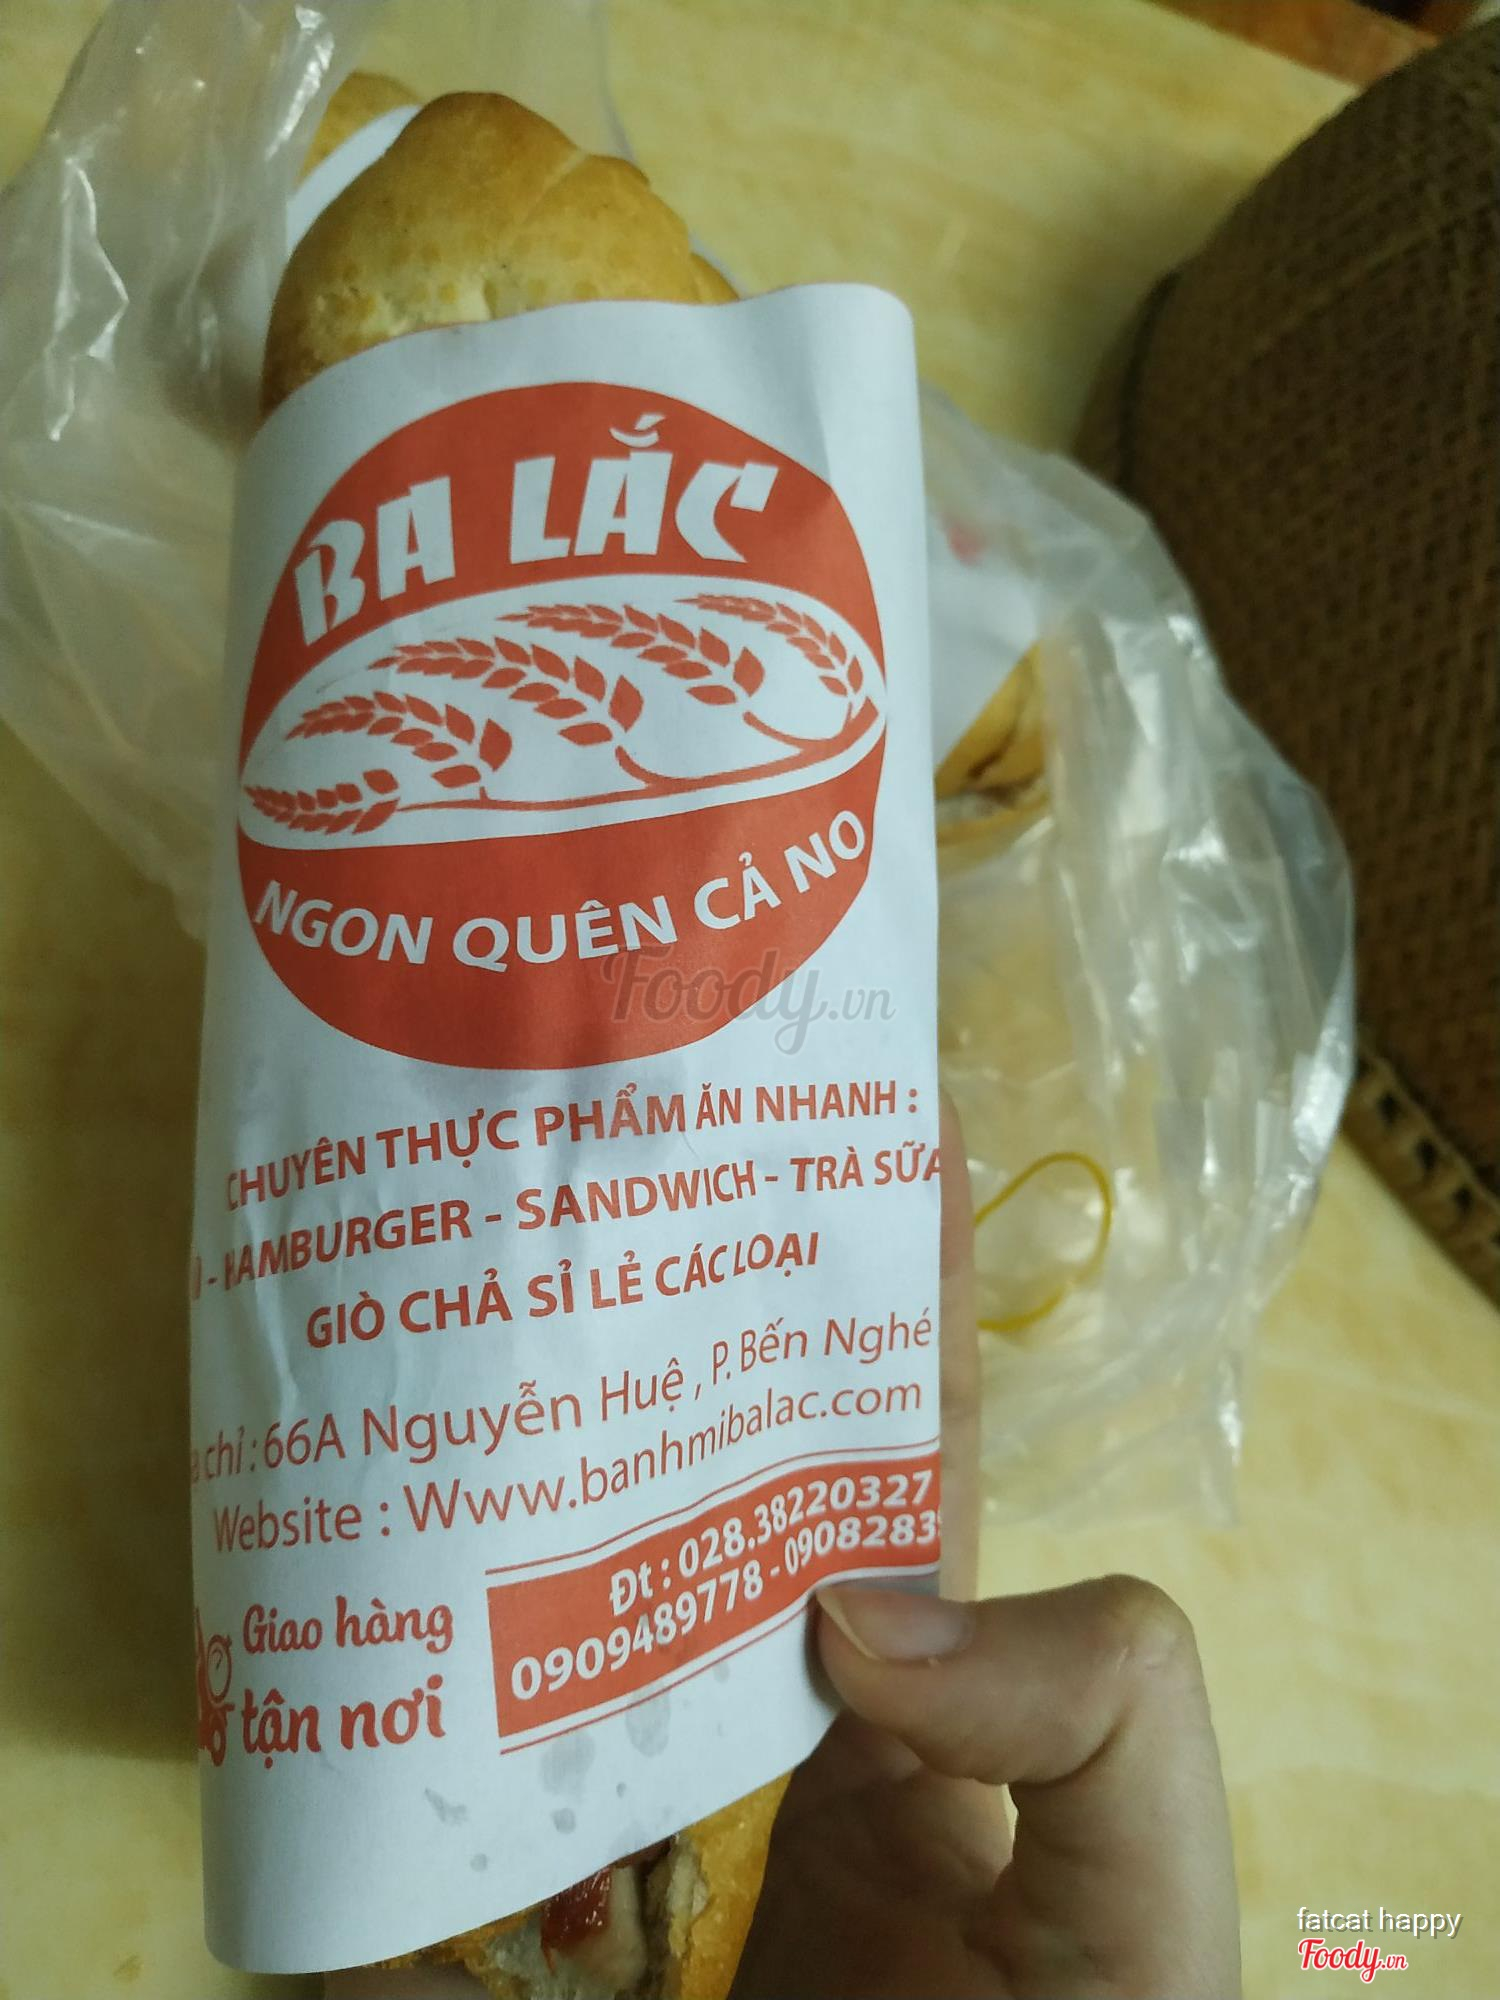 BA LẮC
NGON QUÊN CẢ NO
Foody.vn
CHUYÊN THỰC PHẨM ĂN NHANH :
- HAMBURGER - SANDWICH - TRÀ SỮA
GIÒ CHẢ SỈ LẺ CÁC LOẠI
chỉ : 66A Nguyễn Huệ , P. Bến Nghé
Website : Www.banhmibalac.com
Giao hàng
tận nơi
Đt : 028.38220327
0909489778 - 09082839
fatcat happy
Foody.vn